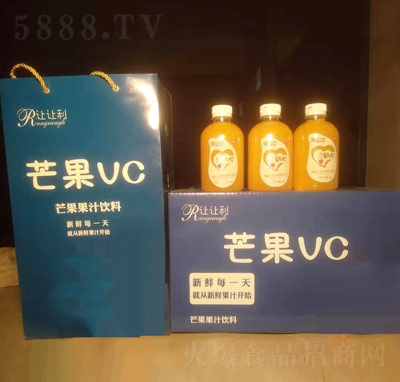 5888.TV
R让让利
Rangrangli
芒果VC
芒果果汁饮料
新鲜每一天
就从新鲜果汁开始
R让让利
Rangrangli
芒果VC
新鲜每一天
就从新鲜果汁开始
芒果果汁饮料
火爆食品招商网